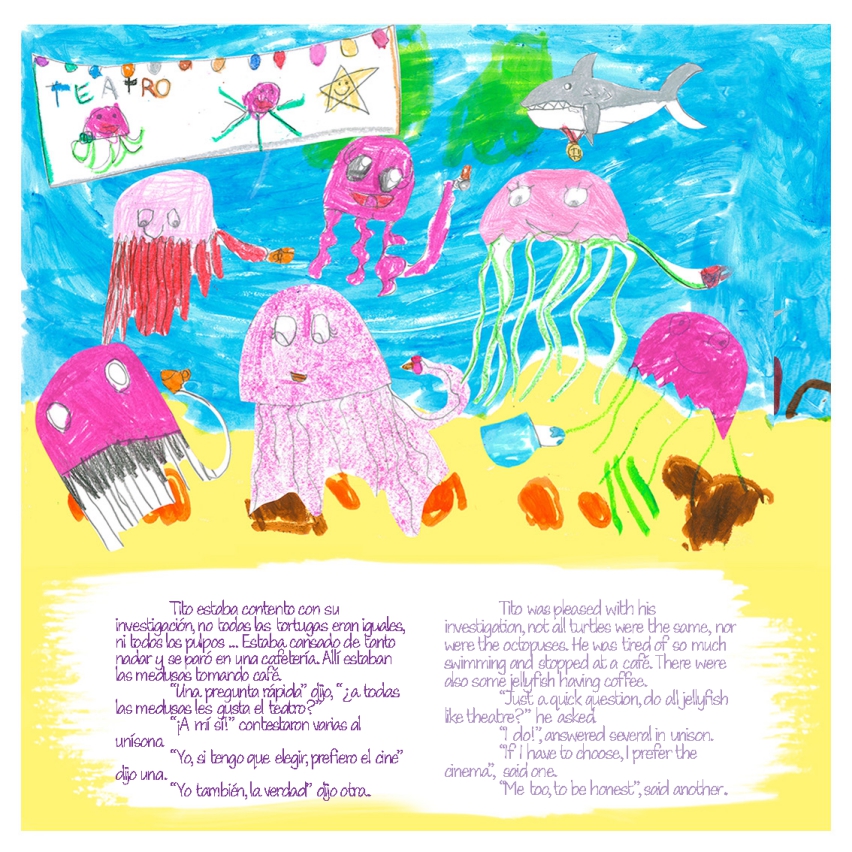 TEATRO
Tito estaba contento con su
investigación, no todas las tortugas eran iguales,
ni todos los pulpos ... Estaba cansado de tanto
nadar y se paró en una cafetería. Allí estaban
las medusas tomando café.
"Una pregunta rápida" dijo, "¿a todas
las medusas les gusta el teatro?"
"¡A mí sí!" contestaron varias al
unísono.
"Yo, si tengo que elegir, prefiero el cine"
dijo una.
"Yo también, la verdad" dijo otra.
Tito was pleased with his
investigation, not all turtles were the same, nor
were the octopuses. He was tired of so much
swimming and stopped at a café. There were
also some jellyfish having coffee.
"Just a quick question, do all jellyfish
like theatre?" he asked.
"I do!", answered several in unison.
"If I have to choose, I prefer the
cinema", said one.
"Me too, to be honest", said another.